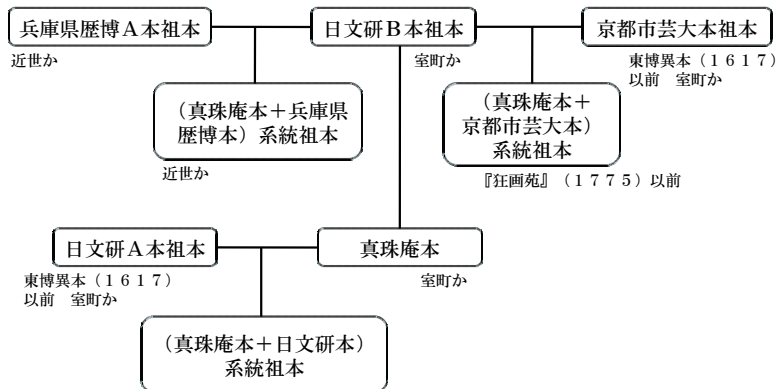 兵庫県歴博Ａ本祖本
近世か
日文研Ｂ本祖本
室町か
京都市芸大本祖本
東博異本（１６１７）
以前　室町か
（真珠庵本＋兵庫県
歴博本）系統祖本
近世か
（真珠庵本＋
京都市芸大本）
系統祖本
『狂画苑』（１７７５）以前
日文研Ａ本祖本
東博異本（１６１７）
以前　室町か
真珠庵本
室町か
（真珠庵本＋日文研本）
系統祖本